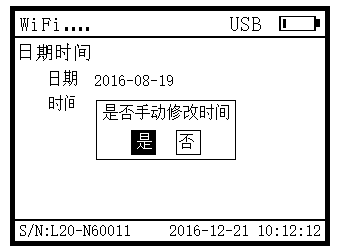 WiFi.... USB
日期时间
日期 2016-08-19
时间
是否手动修改时间
是 否
S/N:L20-N60011 2016-12-21 10:12:12